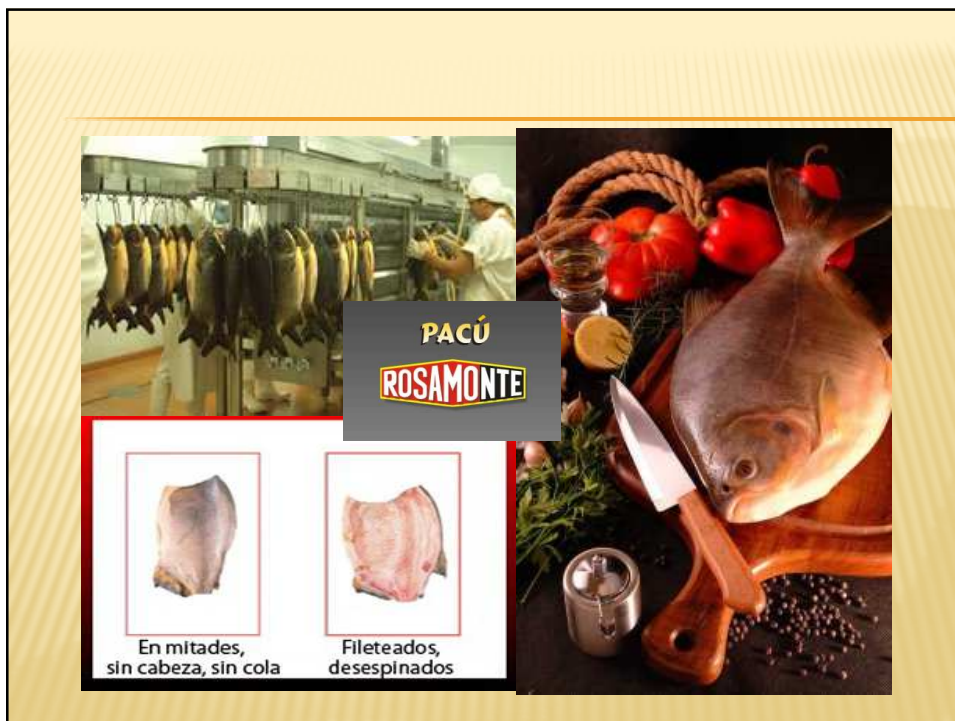 PACÚ
ROSAMONTE
En mitades,
sin cabeza, sin cola
Fileteados,
desespinados